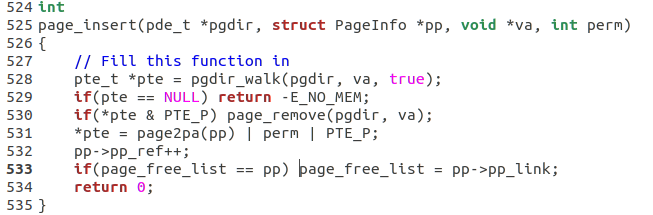 524 int
525 page_insert(pde_t *pgdir, struct PageInfo *pp, void *va, int perm)
526 {
527     // Fill this function in
528     pte_t *pte = pgdir_walk(pgdir, va, true);
529     if(pte == NULL) return -E_NO_MEM;
530     if(*pte & PTE_P) page_remove(pgdir, va);
531     *pte = page2pa(pp) | perm | PTE_P;
532     pp->pp_ref++;
533     if(page_free_list == pp) page_free_list = pp->pp_link;
534     return 0;
535 }